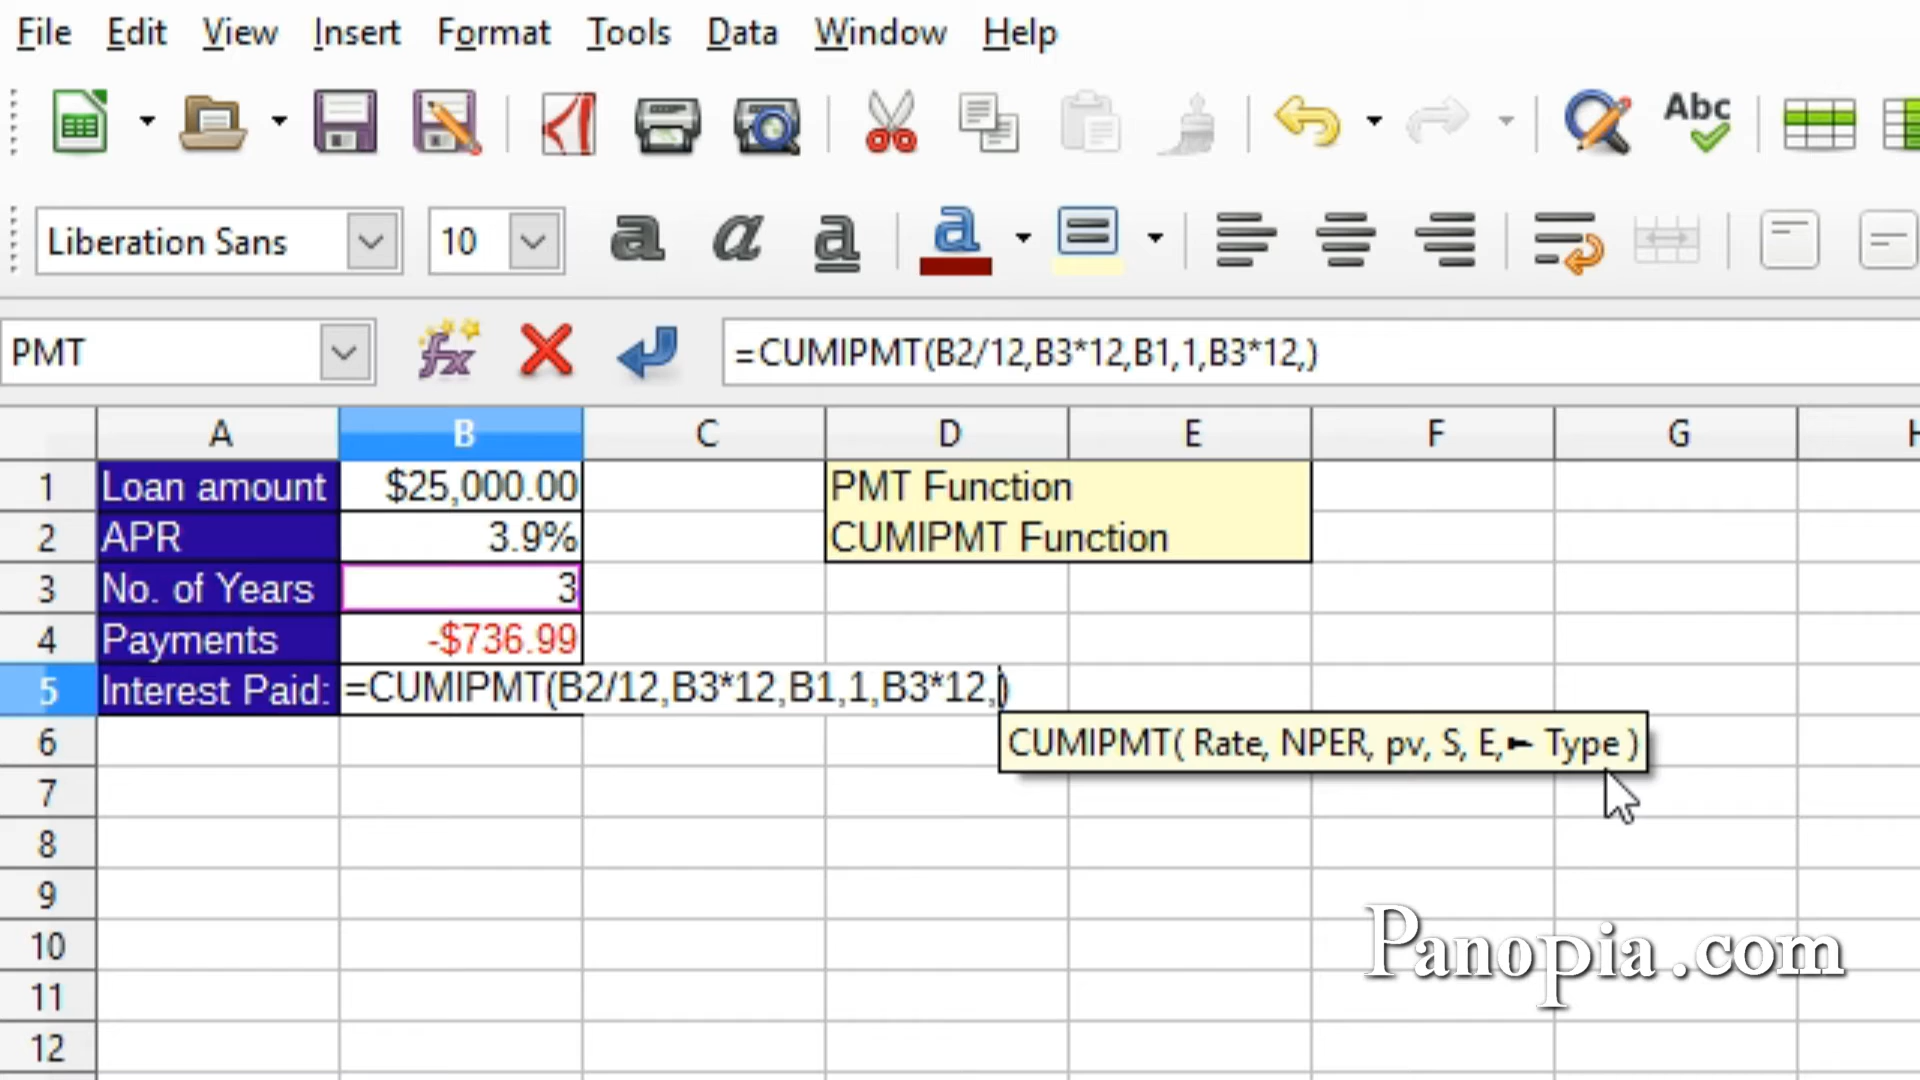 File Edit View Insert Format Tools Data Window Help
Abc
Liberation Sans 10 a a a a
PMT fx =CUMIPMT(B2/12,B3*12,B1,1,B3*12,)
A B C D E F G H
1 Loan amount $25,000.00 PMT Function
2 APR 3.9% CUMIPMT Function
3 No. of Years 3
4 Payments -$736.99
5 Interest Paid: =CUMIPMT(B2/12,B3*12,B1,1,B3*12,)
6 CUMIPMT( Rate, NPER, pv, S, E, Type )
7
8
9
10 Panopia.com
11
12